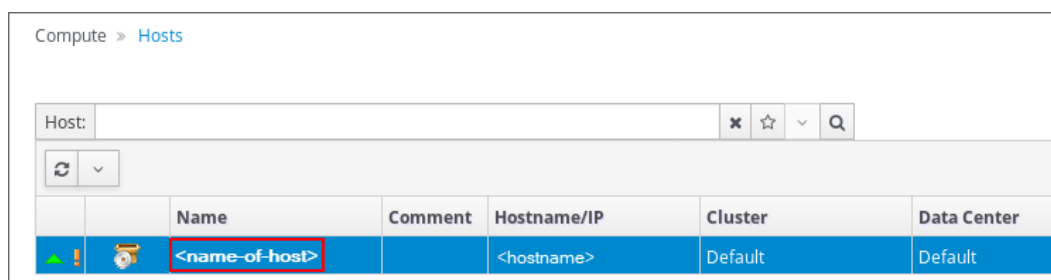 Compute » Hosts
Host:
Name Comment Hostname/IP Cluster Data Center
<name-of-host> <hostname> Default Default